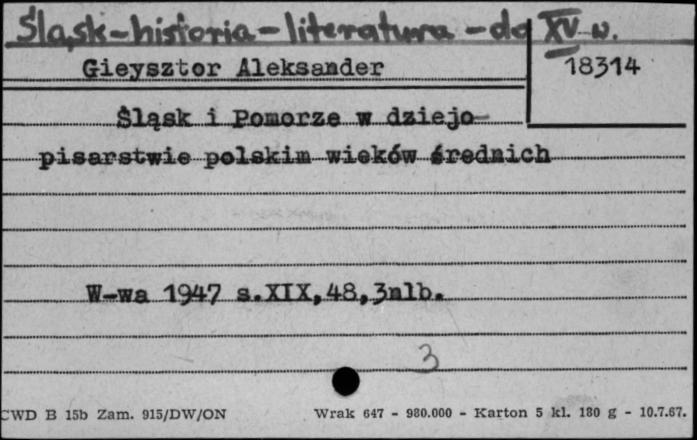 Śląsk-historia-literatura-do XV w.
Gieysztor Aleksander
18314
Śląsk i Pomorze w dziejo-
pisarstwie polskim wieków średnich
W-wa 1947 s.XIX,48,3nlb.
3
CWD B 15b Zam. 915/DW/ON
Wrak 647 - 980.000 - Karton 5 kl. 180 g - 10.7.67.